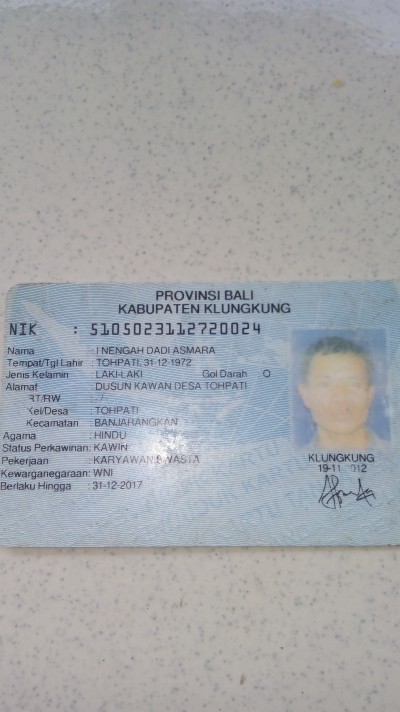 PROVINSI BALI
KABUPATEN KLUNGKUNG
NIK : 5105023112720024
Nama : I NENGAH DADI ASMARA
Tempat/Tgl Lahir : TOHPATI, 31-12-1972
Jenis Kelamin : LAKI-LAKI Gol Darah O
Alamat : DUSUN KAWAN DESA TOHPATI
RT/RW : -/-
Kel/Desa : TOHPATI
Kecamatan : BANJARANGKAN
Agama : HINDU
Status Perkawinan: KAWIN
Pekerjaan : KARYAWAN SWASTA
Kewarganegaraan: WNI
Berlaku Hingga : 31-12-2017
KLUNGKUNG
19-11 012